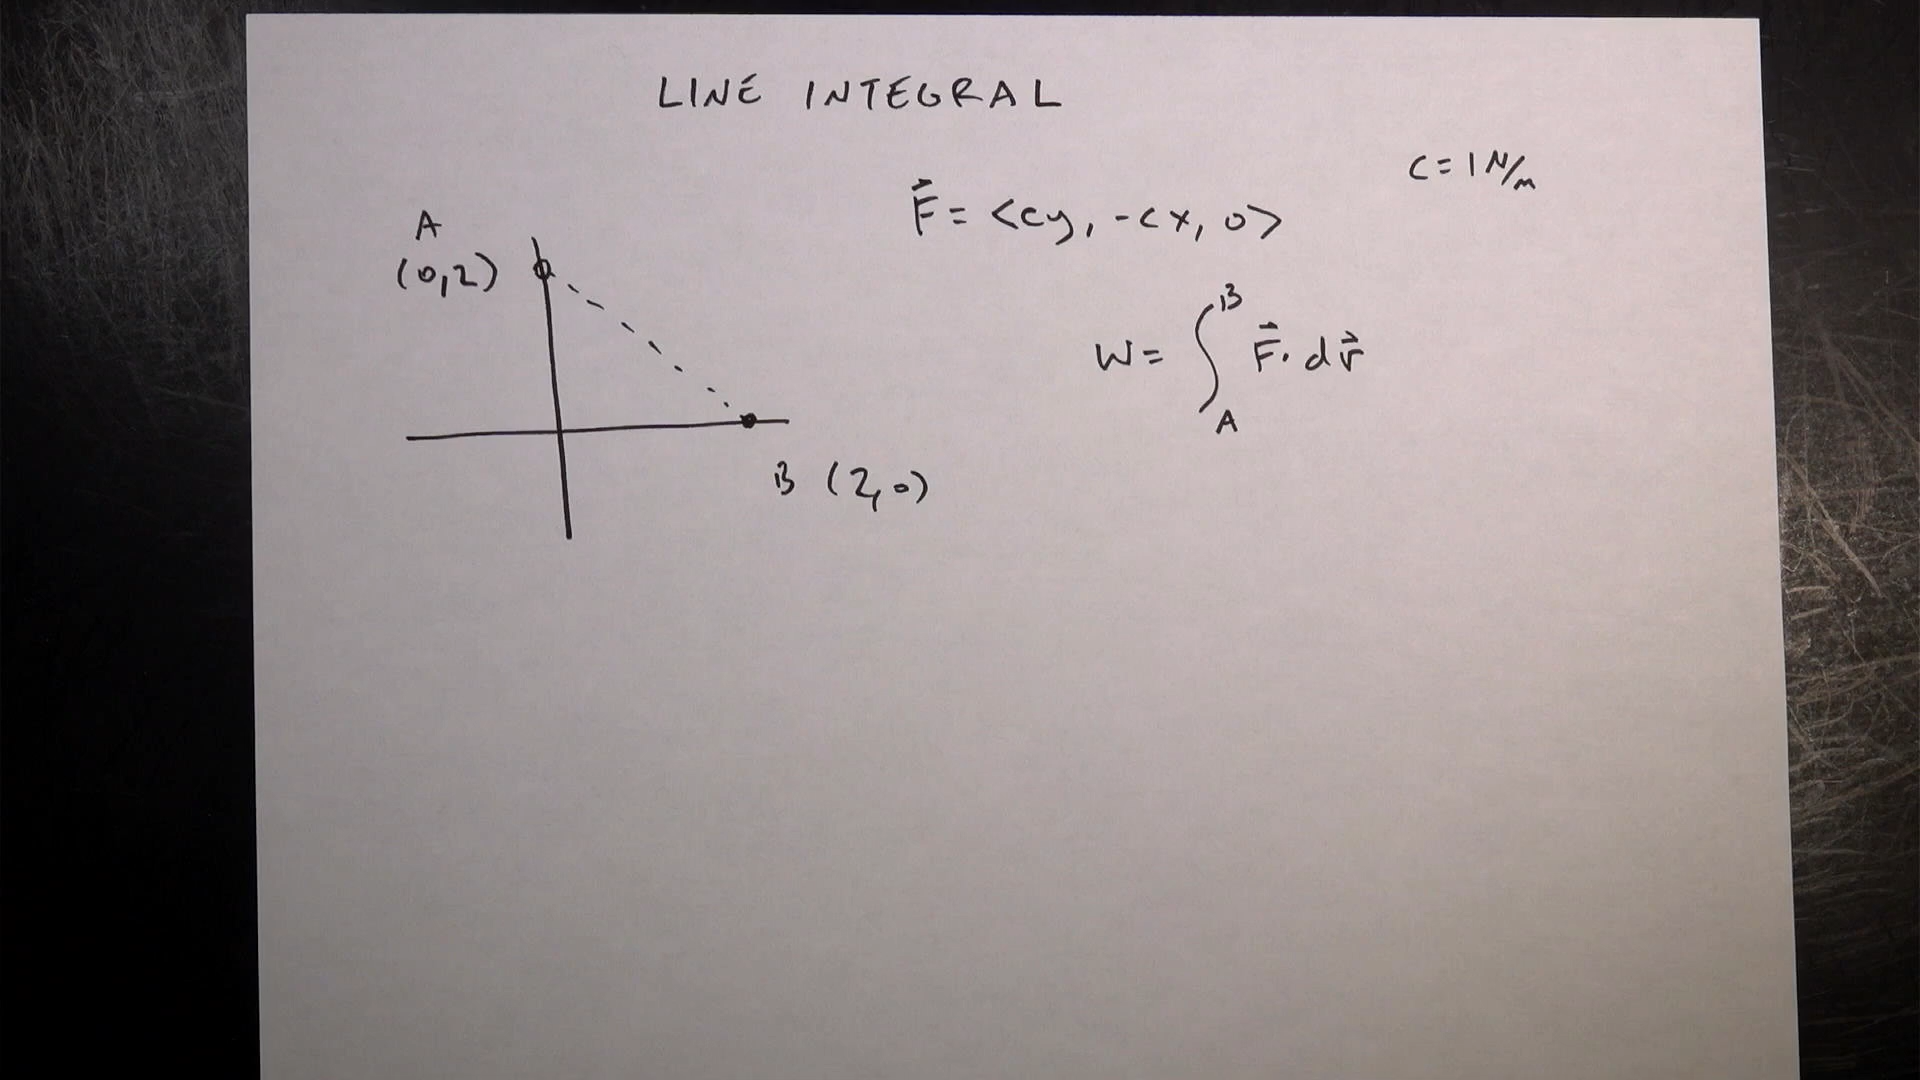 LINE INTEGRAL
C = 1 N/m
F⃗ = <cy, -cx, 0>
A
(0,2)
W = ∫_A^B F⃗ · dr⃗
B (2,0)